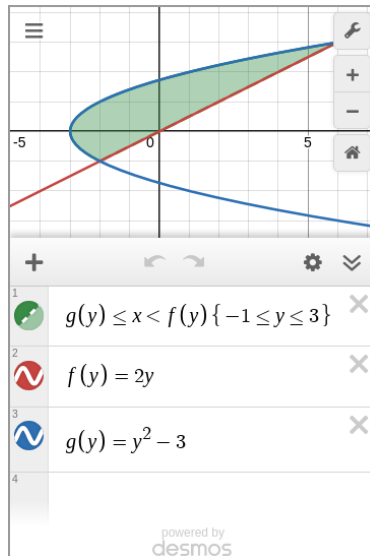 -5 0 5
1
g(y) ≤ x < f(y) { −1 ≤ y ≤ 3 }
2
f(y) = 2y
3
g(y) = y² − 3
4
powered by
desmos